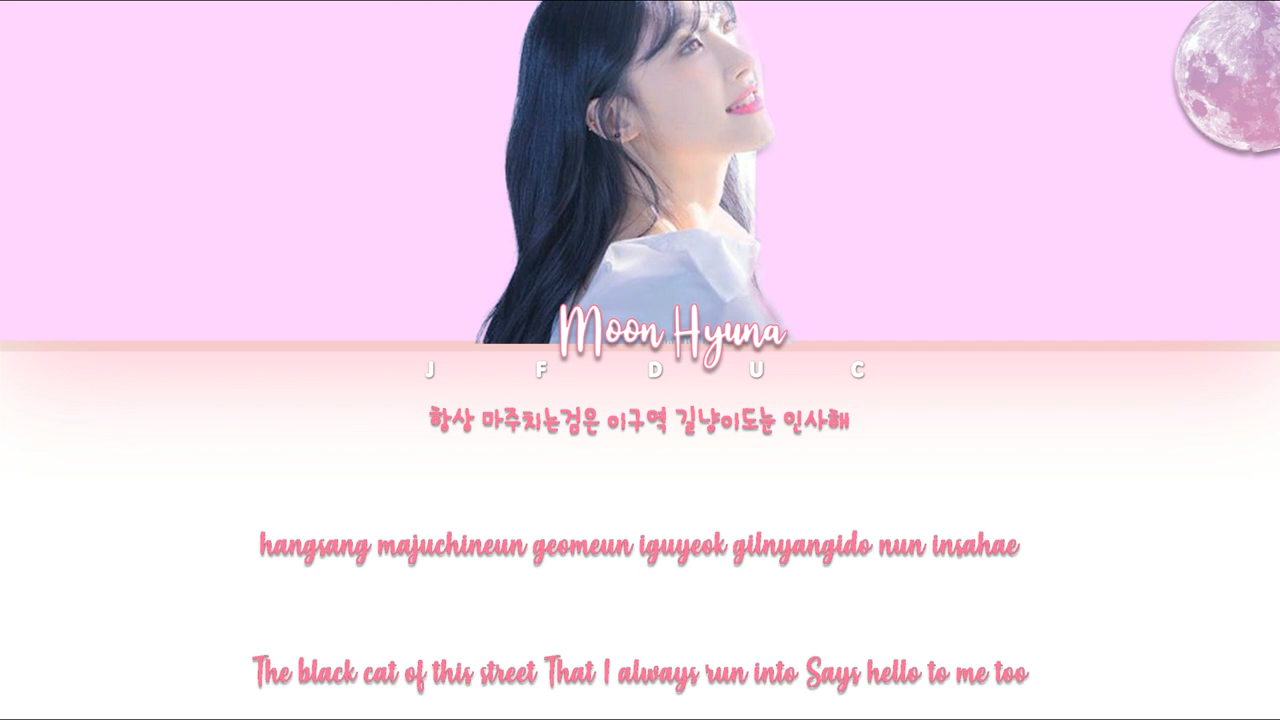 Moon Hyuna
J F D U C
항상 마주치는검은 이구역 길냥이도눈 인사해
hangsang majuchineun geomeun iguyeok gilnyangido nun insahae
The black cat of this street That I always run into Says hello to me too